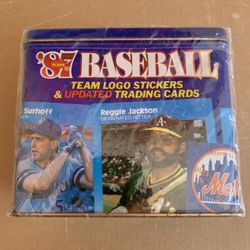 '87 BASEBALL
FLEER
TEAM LOGO STICKERS
& UPDATED TRADING CARDS
Surhoff
Reggie Jackson
DESIGNATED HITTER
A's
Mets